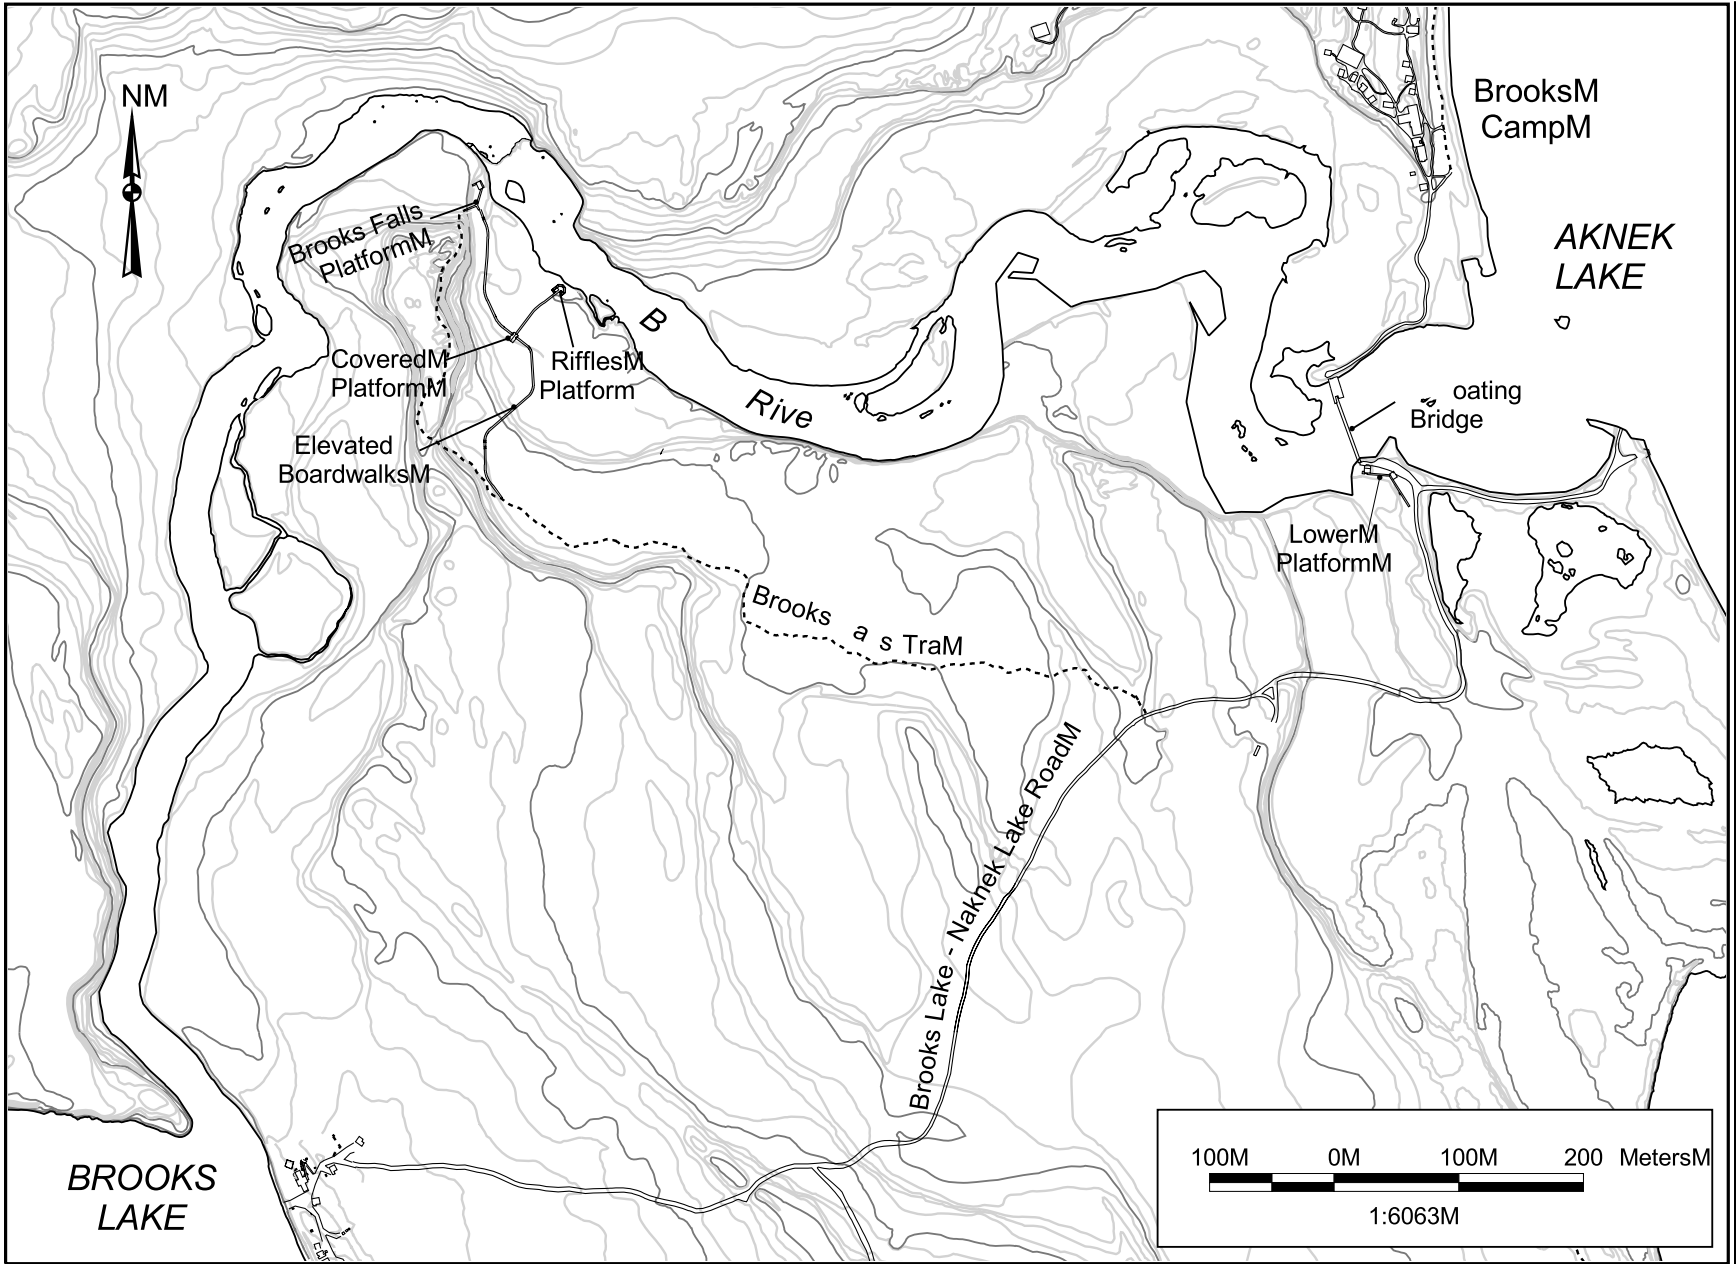 NM
BrooksM
CampM
AKNEK
LAKE
Brooks Falls
PlatformM
B
Rive
CoveredM
PlatformM
RifflesM
Platform
oating
Bridge
Elevated
BoardwalksM
LowerM
PlatformM
Brooks a s TraM
Brooks Lake - Naknek Lake RoadM
BROOKS
LAKE
100M 0M 100M 200 MetersM
1:6063M